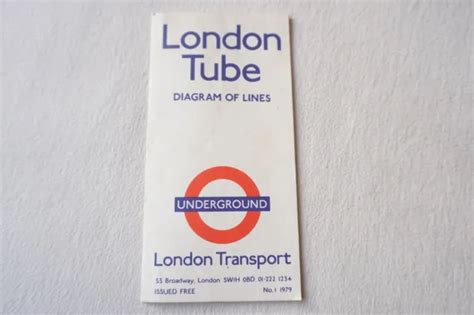 London
Tube
DIAGRAM OF LINES
UNDERGROUND
London Transport
55 Broadway, London SW1H 0BD 01-222 1234
ISSUED FREE No.1 1979